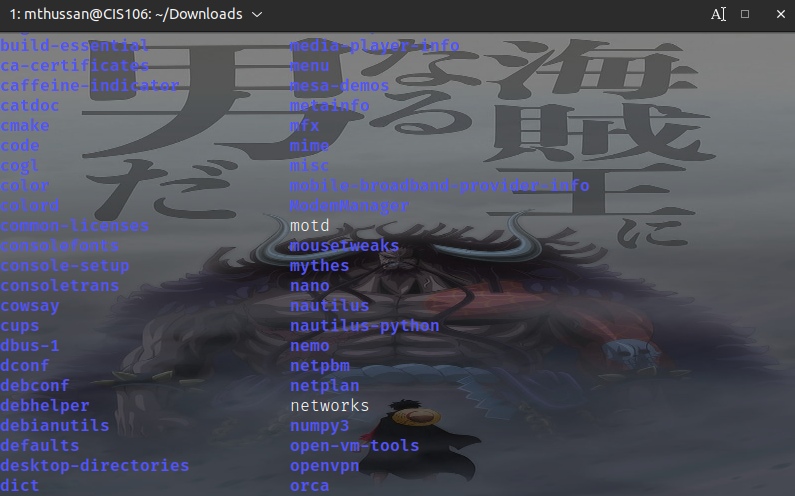 1: mthussan@CIS106: ~/Downloads
build-essential media-player-info
ca-certificates menu
caffeine-indicator mesa-demos
catdoc metainfo
cmake mfx
code mime
cogl misc
color mobile-broadband-provider-info
colord ModemManager
common-licenses motd
consolefonts mousetweaks
console-setup mythes
consoletrans nano
cowsay nautilus
cups nautilus-python
dbus-1 nemo
dconf netpbm
debconf netplan
debhelper networks
debianutils numpy3
defaults open-vm-tools
desktop-directories openvpn
dict orca
海賊王に
なる
男だ